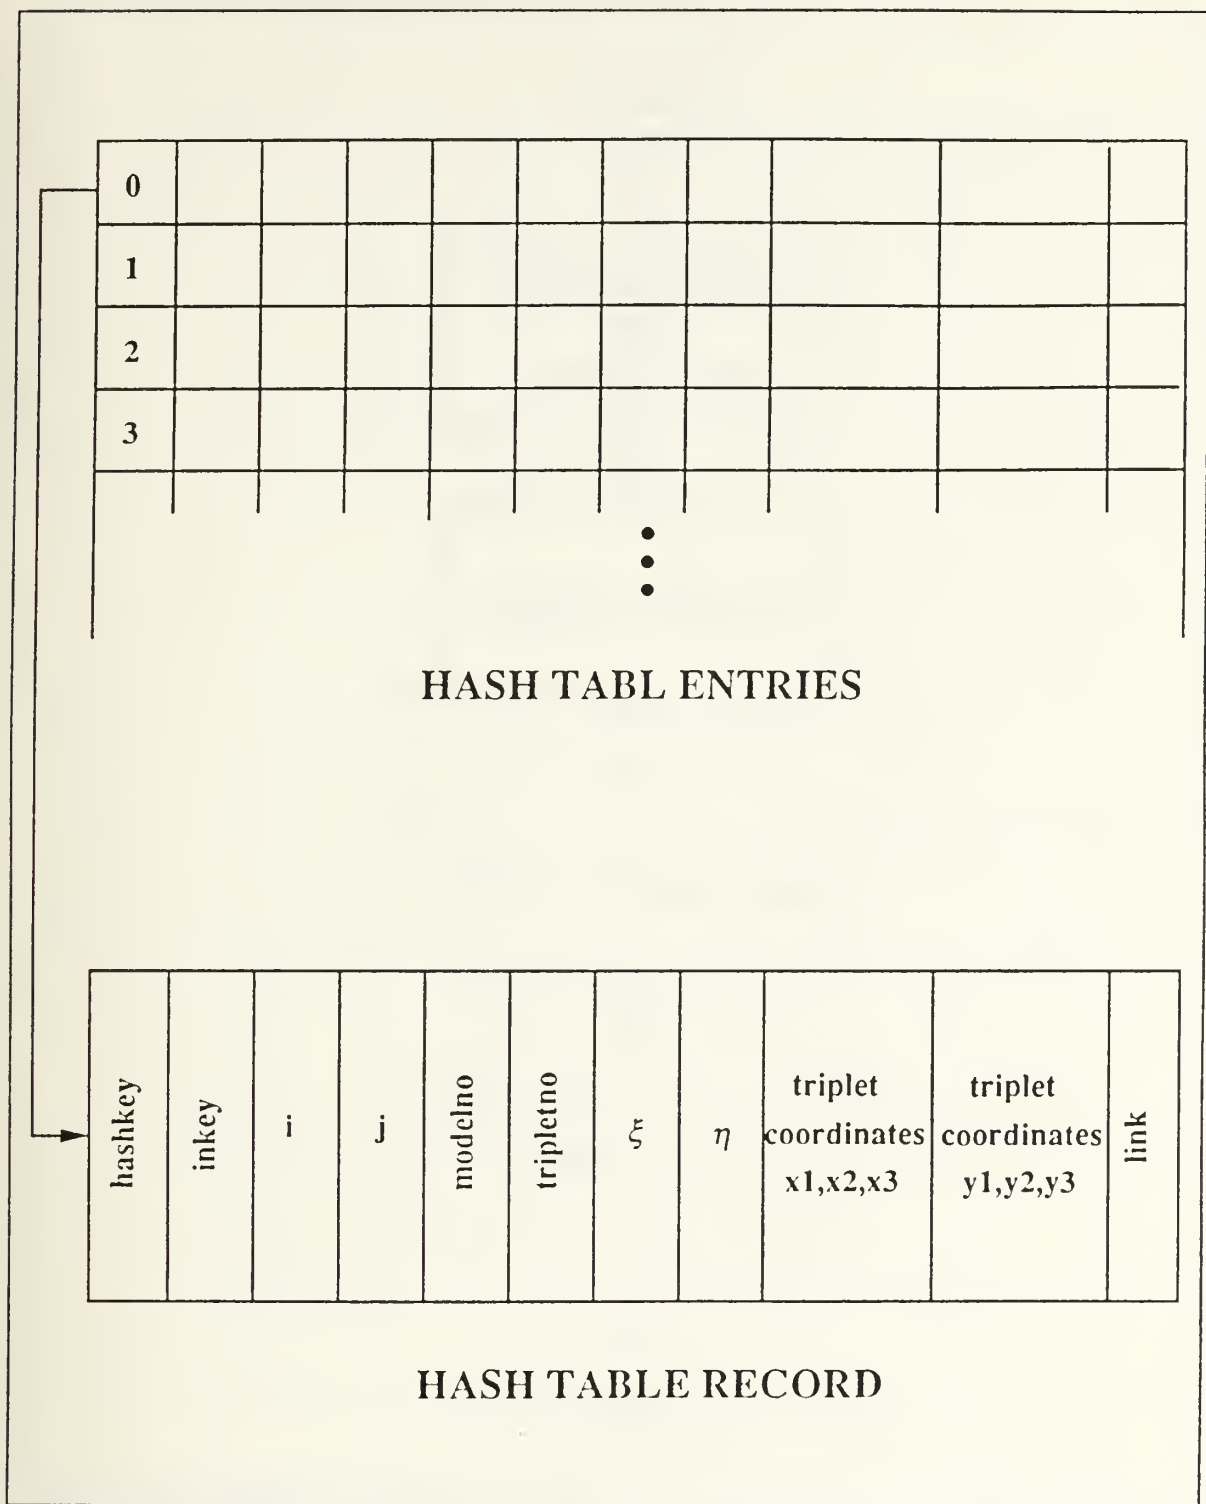 0
1
2
3
HASH TABL ENTRIES
hashkey
inkey
i
j
modelno
tripletno
ξ
η
triplet
coordinates
x1,x2,x3
triplet
coordinates
y1,y2,y3
link
HASH TABLE RECORD